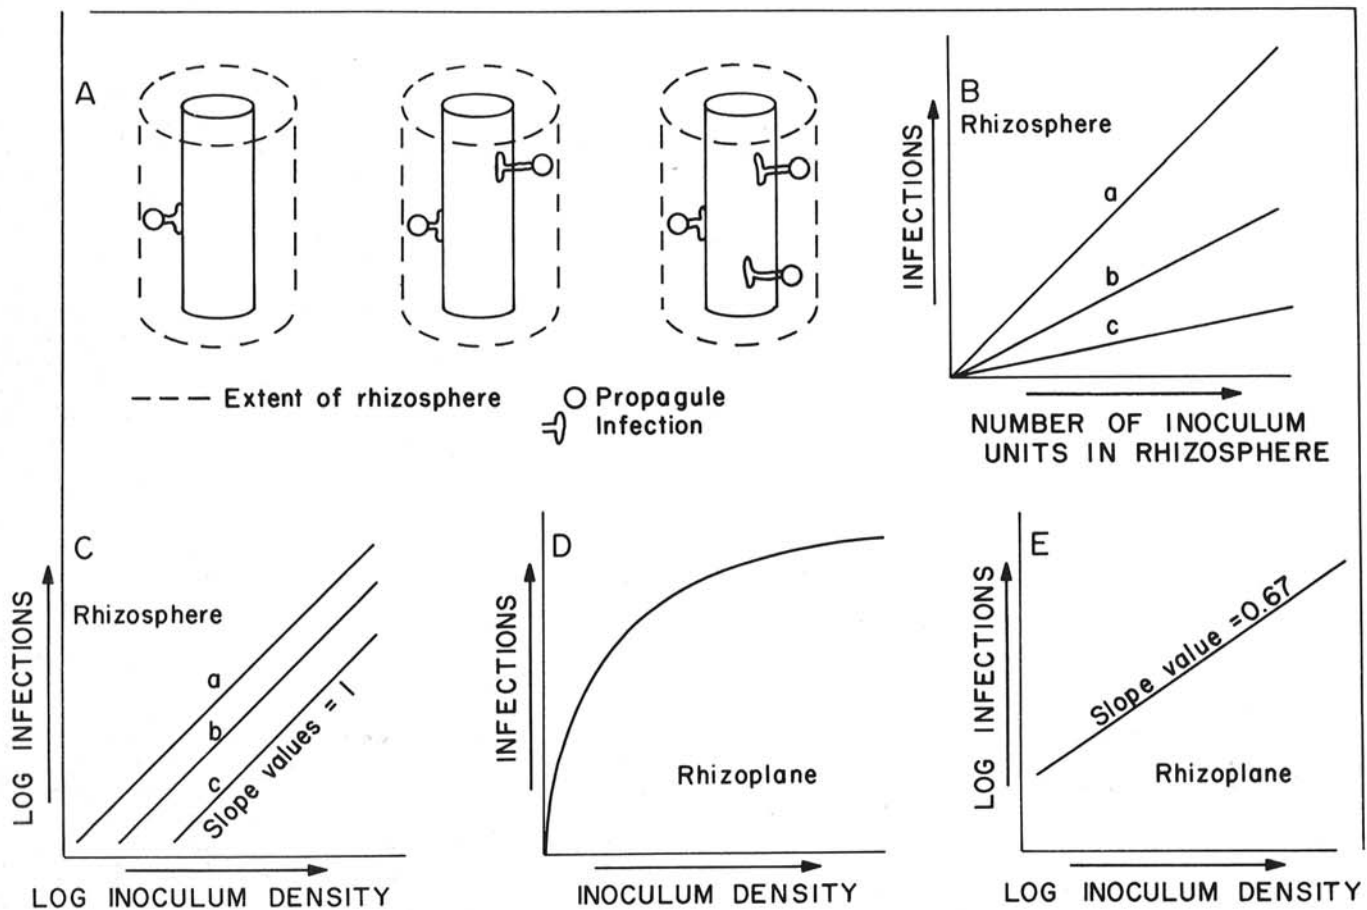 A
--- Extent of rhizosphere
Propagule
Infection
B
Rhizosphere
a
b
c
INFECTIONS
NUMBER OF INOCULUM
UNITS IN RHIZOSPHERE
C
Rhizosphere
a
b
c
Slope values = 1
LOG INFECTIONS
LOG INOCULUM DENSITY
D
INFECTIONS
Rhizoplane
INOCULUM DENSITY
E
LOG INFECTIONS
Slope value =0.67
Rhizoplane
LOG INOCULUM DENSITY